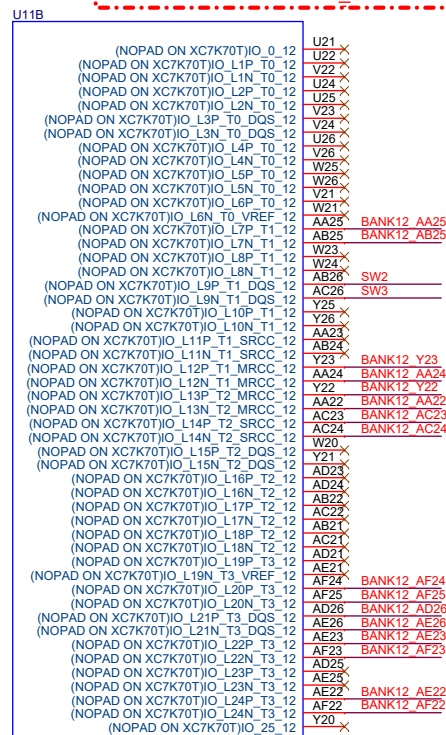 U11B
(NOPAD ON XC7K70T)IO_0_12 U21
(NOPAD ON XC7K70T)IO_L1P_T0_12 U22
(NOPAD ON XC7K70T)IO_L1N_T0_12 V22
(NOPAD ON XC7K70T)IO_L2P_T0_12 U24
(NOPAD ON XC7K70T)IO_L2N_T0_12 U25
(NOPAD ON XC7K70T)IO_L3P_T0_DQS_12 V23
(NOPAD ON XC7K70T)IO_L3N_T0_DQS_12 V24
(NOPAD ON XC7K70T)IO_L4P_T0_12 U26
(NOPAD ON XC7K70T)IO_L4N_T0_12 V26
(NOPAD ON XC7K70T)IO_L5P_T0_12 W25
(NOPAD ON XC7K70T)IO_L5N_T0_12 W26
(NOPAD ON XC7K70T)IO_L6P_T0_12 V21
(NOPAD ON XC7K70T)IO_L6N_T0_VREF_12 W21
(NOPAD ON XC7K70T)IO_L7P_T1_12 AA25 BANK12_AA25
(NOPAD ON XC7K70T)IO_L7N_T1_12 AB25 BANK12_AB25
(NOPAD ON XC7K70T)IO_L8P_T1_12 W23
(NOPAD ON XC7K70T)IO_L8N_T1_12 W24
(NOPAD ON XC7K70T)IO_L9P_T1_DQS_12 AB26 SW2
(NOPAD ON XC7K70T)IO_L9N_T1_DQS_12 AC26 SW3
(NOPAD ON XC7K70T)IO_L10P_T1_12 Y25
(NOPAD ON XC7K70T)IO_L10N_T1_12 Y26
(NOPAD ON XC7K70T)IO_L11P_T1_SRCC_12 AA23
(NOPAD ON XC7K70T)IO_L11N_T1_SRCC_12 AB24
(NOPAD ON XC7K70T)IO_L12P_T1_MRCC_12 Y23 BANK12_Y23
(NOPAD ON XC7K70T)IO_L12N_T1_MRCC_12 AA24 BANK12_AA24
(NOPAD ON XC7K70T)IO_L13P_T2_MRCC_12 Y22 BANK12_Y22
(NOPAD ON XC7K70T)IO_L13N_T2_MRCC_12 AA22 BANK12_AA22
(NOPAD ON XC7K70T)IO_L14P_T2_SRCC_12 AC23 BANK12_AC23
(NOPAD ON XC7K70T)IO_L14N_T2_SRCC_12 AC24 BANK12_AC24
(NOPAD ON XC7K70T)IO_L15P_T2_DQS_12 W20
(NOPAD ON XC7K70T)IO_L15N_T2_DQS_12 Y21
(NOPAD ON XC7K70T)IO_L16P_T2_12 AD23
(NOPAD ON XC7K70T)IO_L16N_T2_12 AD24
(NOPAD ON XC7K70T)IO_L17P_T2_12 AB22
(NOPAD ON XC7K70T)IO_L17N_T2_12 AC22
(NOPAD ON XC7K70T)IO_L18P_T2_12 AB21
(NOPAD ON XC7K70T)IO_L18N_T2_12 AC21
(NOPAD ON XC7K70T)IO_L19P_T3_12 AD21
(NOPAD ON XC7K70T)IO_L19N_T3_VREF_12 AE21
(NOPAD ON XC7K70T)IO_L20P_T3_12 AF24 BANK12_AF24
(NOPAD ON XC7K70T)IO_L20N_T3_12 AF25 BANK12_AF25
(NOPAD ON XC7K70T)IO_L21P_T3_DQS_12 AD26 BANK12_AD26
(NOPAD ON XC7K70T)IO_L21N_T3_DQS_12 AE26 BANK12_AE26
(NOPAD ON XC7K70T)IO_L22P_T3_12 AE23 BANK12_AE23
(NOPAD ON XC7K70T)IO_L22N_T3_12 AF23 BANK12_AF23
(NOPAD ON XC7K70T)IO_L23P_T3_12 AD25
(NOPAD ON XC7K70T)IO_L23N_T3_12 AE25
(NOPAD ON XC7K70T)IO_L24P_T3_12 AE22 BANK12_AE22
(NOPAD ON XC7K70T)IO_L24N_T3_12 AF22 BANK12_AF22
(NOPAD ON XC7K70T)IO_25_12 Y20